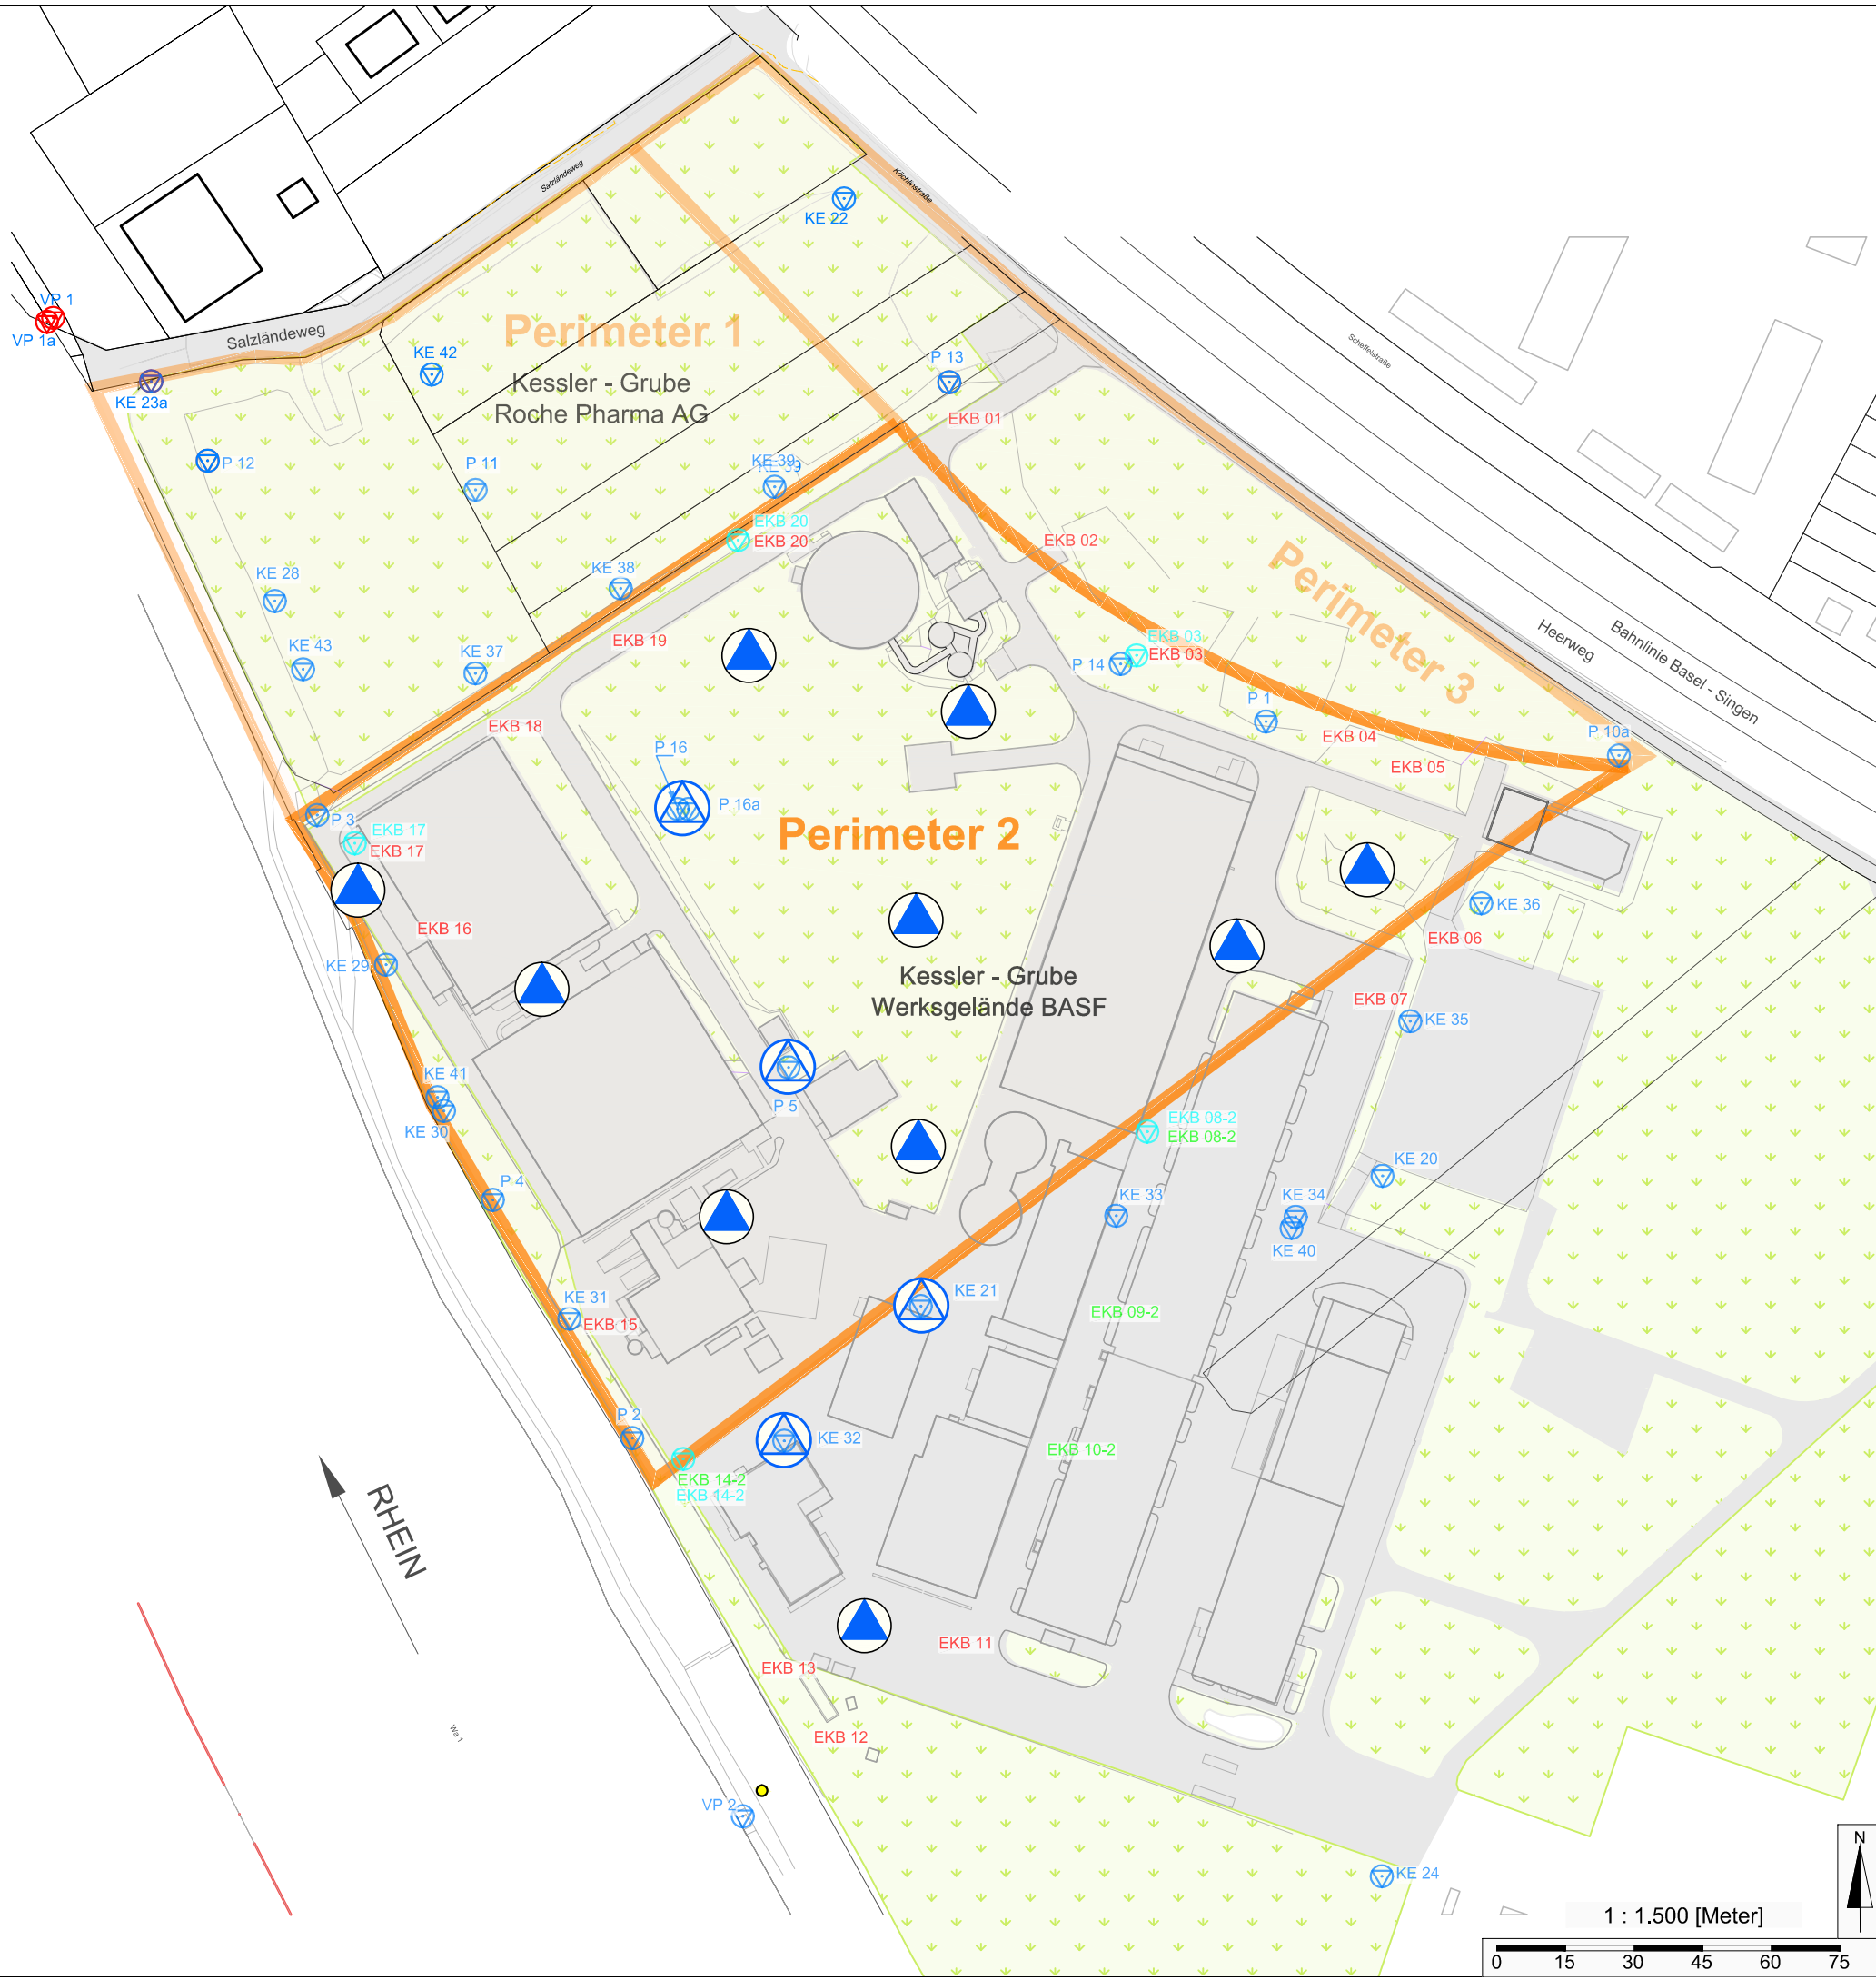 Salzländeweg
Köchlinstraße
KE 22
VP 1
VP 1a
Salzländeweg
Perimeter 1
KE 42
P 13
Kessler - Grube
Roche Pharma AG
KE 23a
EKB 01
Scheffelstraße
P 12
P 11
KE 39
KE 39
EKB 20
EKB 20
EKB 02
KE 28
KE 38
Perimeter 3
EKB 19
EKB 03
EKB 03
P 14
KE 43
KE 37
Heerweg
Bahnlinie Basel - Singen
P 1
EKB 18
EKB 04
P 10a
P 16
EKB 05
P 16a
P 3
EKB 17
EKB 17
Perimeter 2
KE 36
EKB 16
EKB 06
KE 29
Kessler - Grube
Werksgelände BASF
EKB 07
KE 35
KE 41
P 5
KE 30
EKB 08-2
EKB 08-2
KE 20
P 4
KE 33
KE 34
KE 40
KE 21
KE 31
EKB 15
EKB 09-2
P 2
KE 32
EKB 10-2
EKB 14-2
EKB 14-2
RHEIN
EKB 11
EKB 13
Wa 1
EKB 12
VP 2
KE 24
N
1 : 1.500 [Meter]
0 15 30 45 60 75